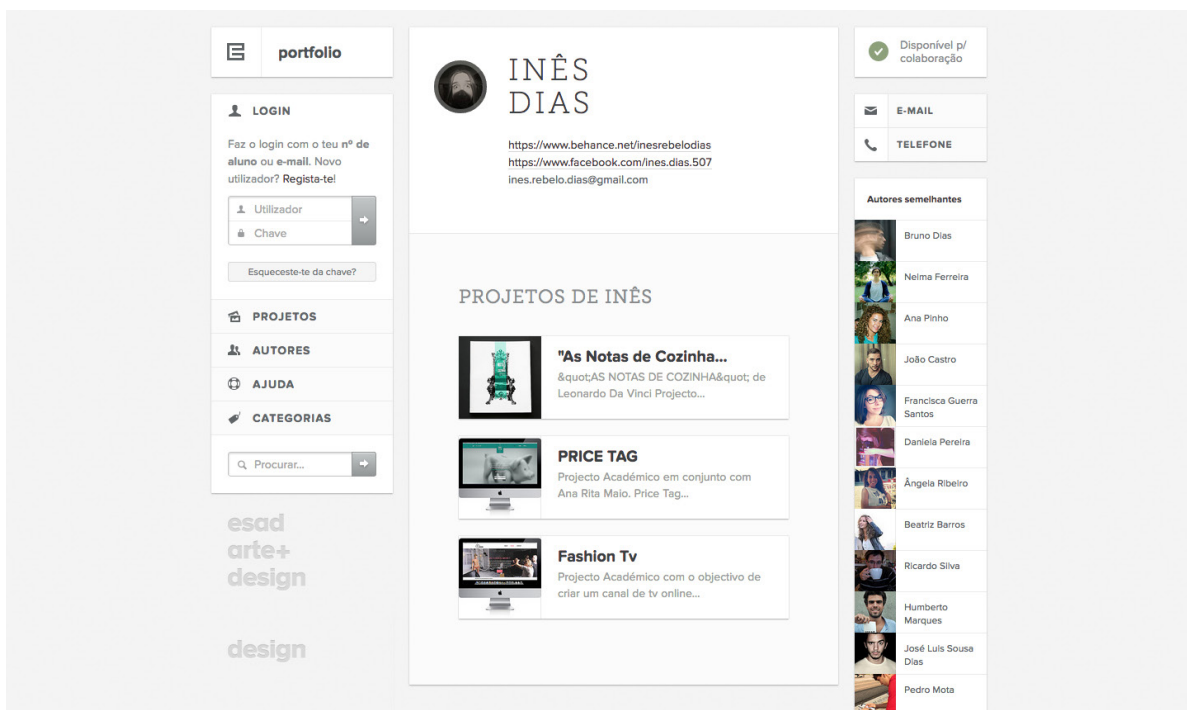 portfolio
LOGIN
Faz o login com o teu nº de
aluno ou e-mail. Novo
utilizador? Regista-te!
Utilizador
Chave
Esqueceste-te da chave?
PROJETOS
AUTORES
AJUDA
CATEGORIAS
Procurar...
esad
arte+
design
design
INÊS
DIAS
https://www.behance.net/inesrebelodias
https://www.facebook.com/ines.dias.507
ines.rebelo.dias@gmail.com
PROJETOS DE INÊS
"As Notas de Cozinha...
&quot;AS NOTAS DE COZINHA&quot; de
Leonardo Da Vinci Projecto...
PRICE TAG
Projecto Académico em conjunto com
Ana Rita Maio. Price Tag...
Fashion Tv
Projecto Académico com o objectivo de
criar um canal de tv online...
Disponível p/
colaboração
E-MAIL
TELEFONE
Autores semelhantes
Bruno Dias
Nelma Ferreira
Ana Pinho
João Castro
Francisca Guerra
Santos
Daniela Pereira
Ângela Ribeiro
Beatriz Barros
Ricardo Silva
Humberto
Marques
José Luis Sousa
Dias
Pedro Mota